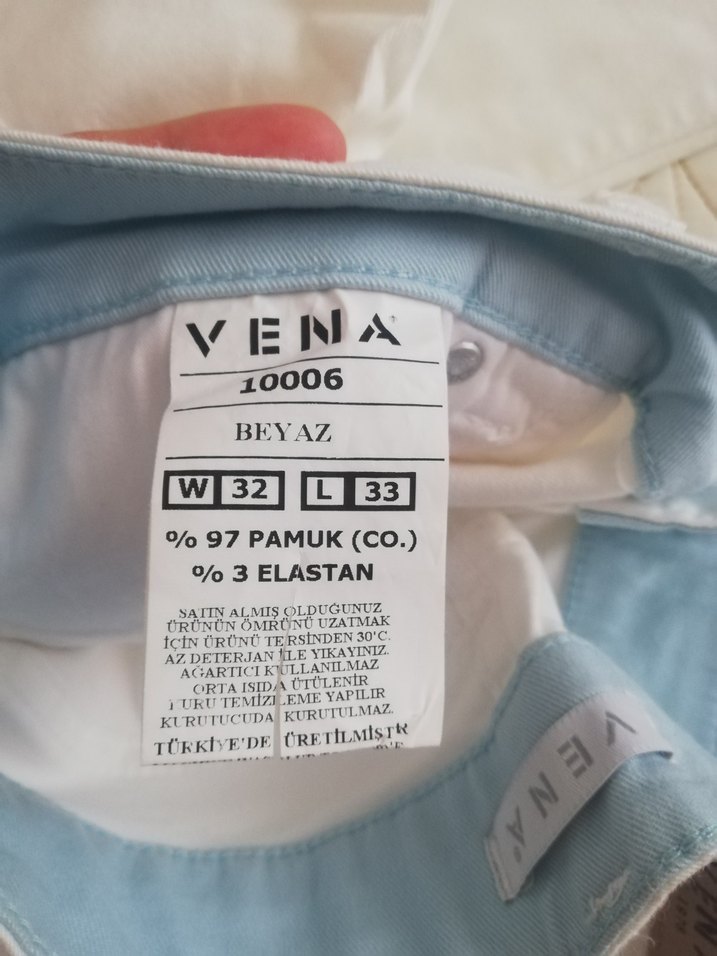 VENA
10006
BEYAZ
W 32 L 33
% 97 PAMUK (CO.)
% 3 ELASTAN
SATIN ALMIŞ OLDUĞUNUZ
ÜRÜNÜN ÖMRÜNÜ UZATMAK
İÇİN ÜRÜNÜ TERSİNDEN 30'C.
AZ DETERJAN İLE YIKAYINIZ.
AĞARTICI KULLANILMAZ
ORTA ISIDA ÜTÜLENİR
KURU TEMİZLEME YAPILIR
KURUTUCUDA KURUTULMAZ.
TÜRKİYE'DE ÜRETİLMİŞTİR
VENA